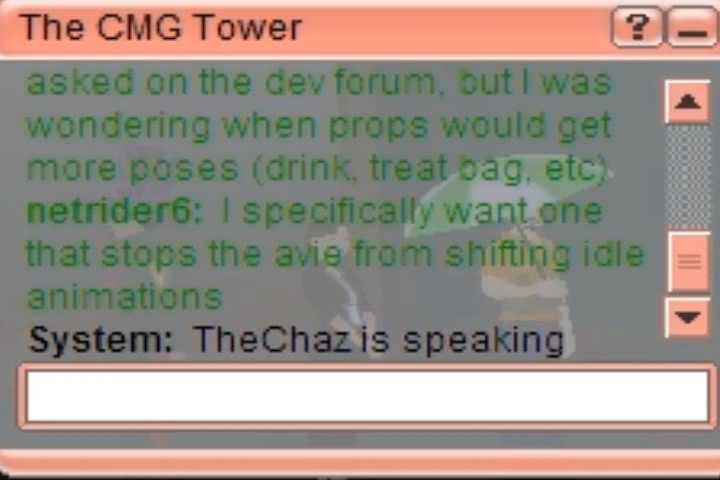 The CMG Tower
?
asked on the dev forum, but I was
wondering when props would get
more poses (drink, treat bag, etc)
netrider6: I specifically want one
that stops the avie from shifting idle
animations
System: TheChaz is speaking